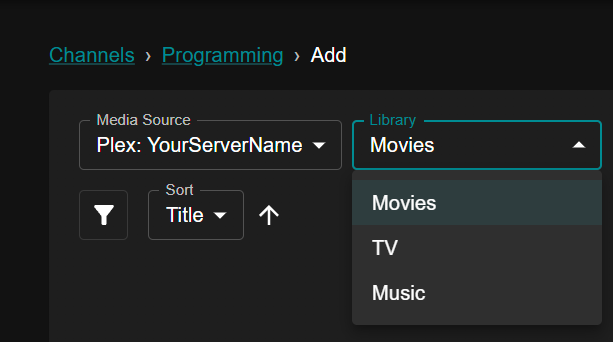 Channels › Programming › Add
Media Source
Plex: YourServerName
Library
Movies
Sort
Title
Movies
TV
Music